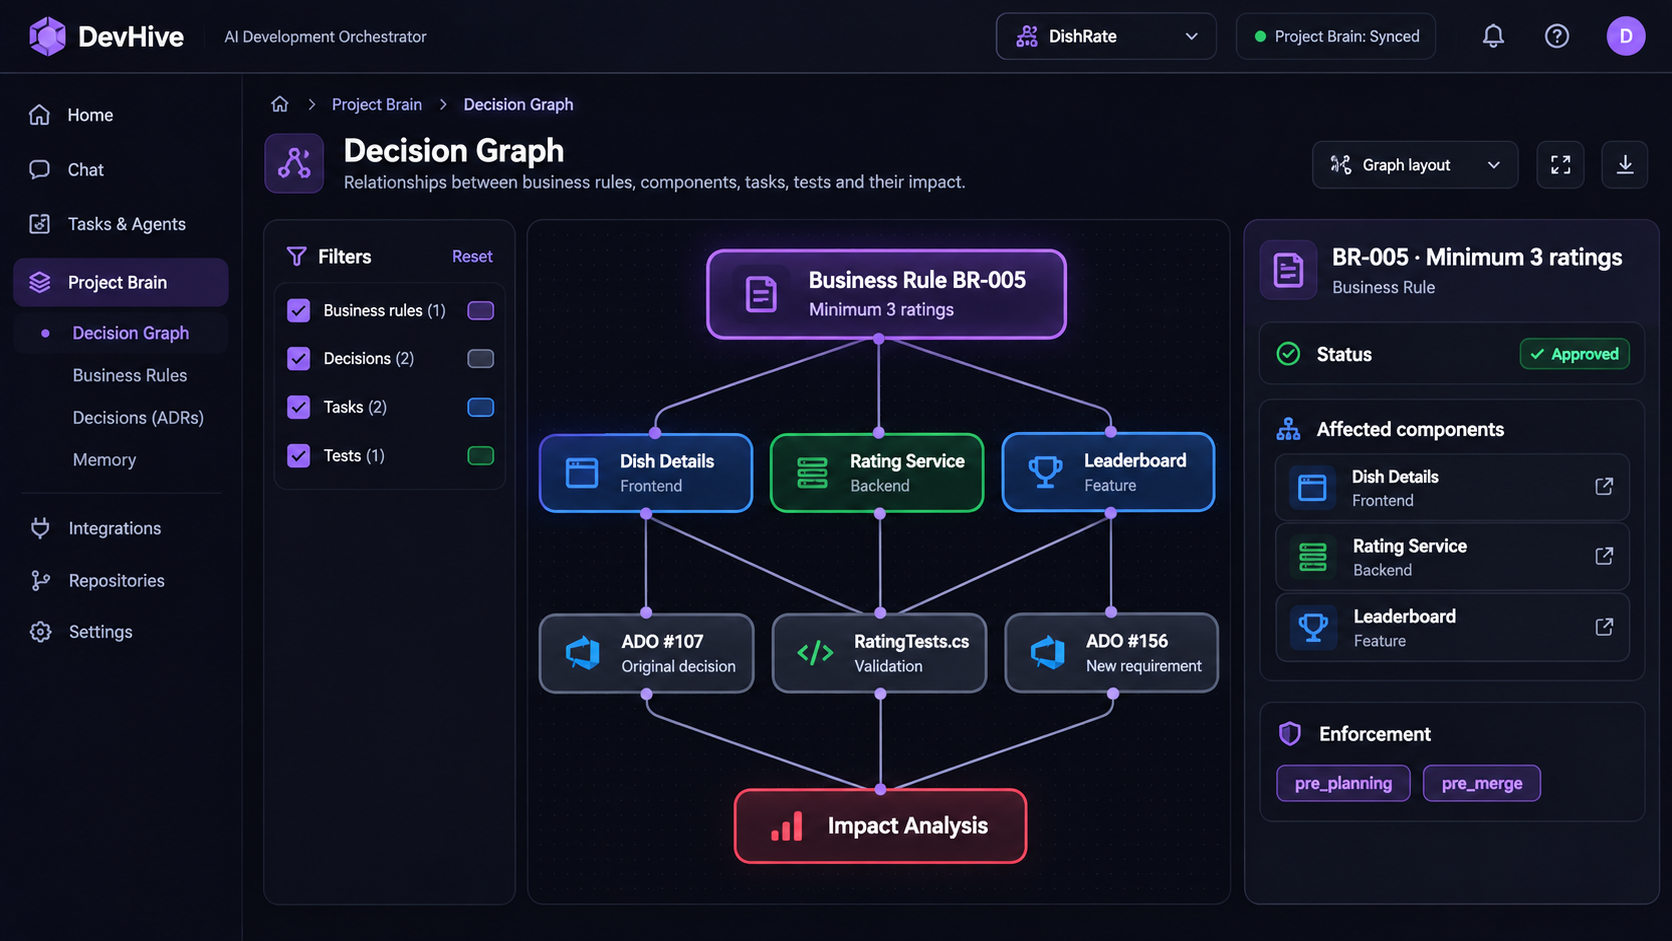 DevHive
AI Development Orchestrator
DishRate
Project Brain: Synced
D
Home
Chat
Tasks & Agents
Project Brain
Decision Graph
Business Rules
Decisions (ADRs)
Memory
Integrations
Repositories
Settings
Project Brain
Decision Graph
Decision Graph
Relationships between business rules, components, tasks, tests and their impact.
Graph layout
Filters
Reset
Business rules (1)
Decisions (2)
Tasks (2)
Tests (1)
Business Rule BR-005
Minimum 3 ratings
Dish Details
Frontend
Rating Service
Backend
Leaderboard
Feature
ADO #107
Original decision
RatingTests.cs
Validation
ADO #156
New requirement
Impact Analysis
BR-005 · Minimum 3 ratings
Business Rule
Status
Approved
Affected components
Dish Details
Frontend
Rating Service
Backend
Leaderboard
Feature
Enforcement
pre_planning
pre_merge